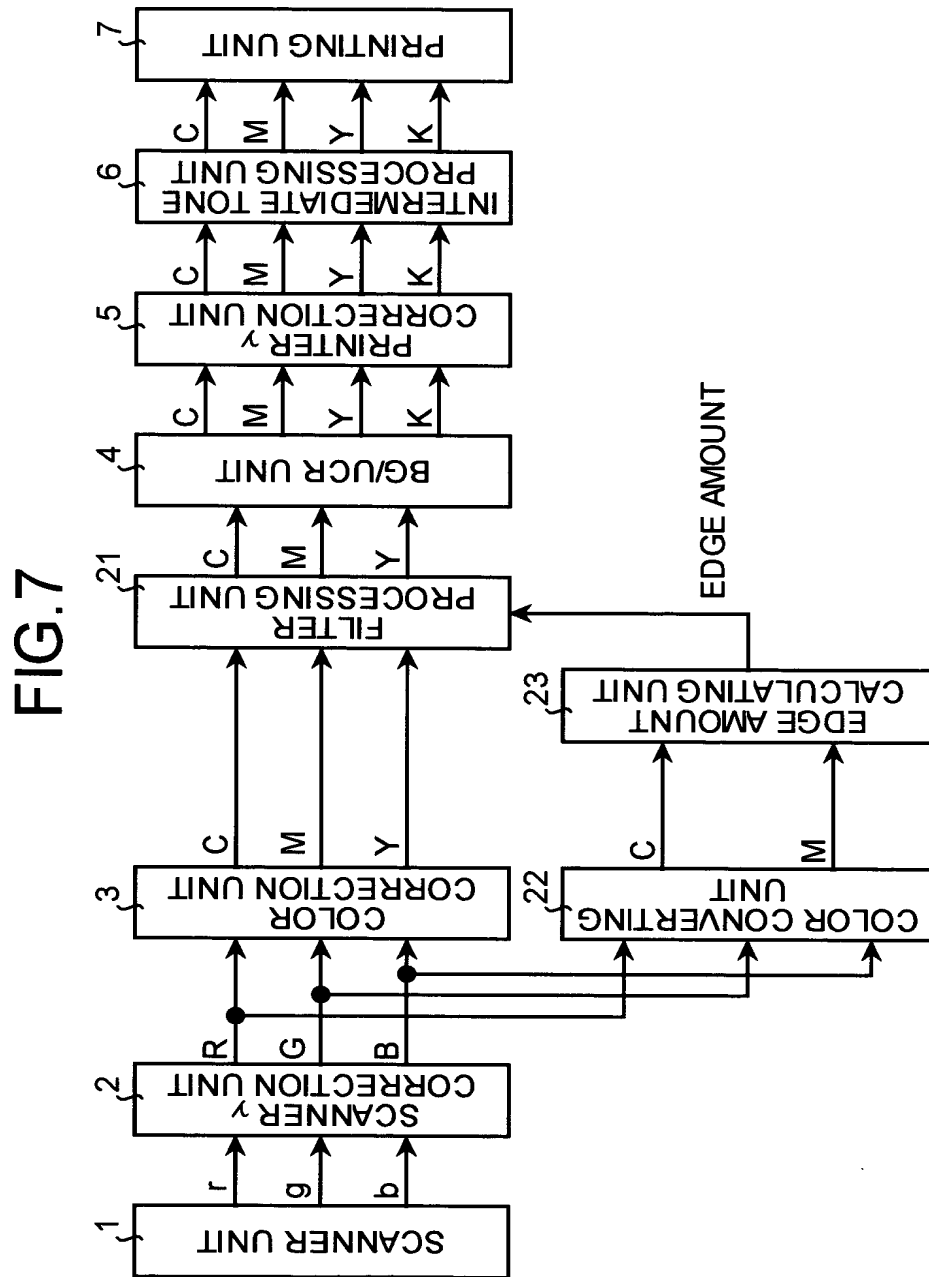 FIG.7
1
SCANNER UNIT
r
g
b
2
SCANNER γ
CORRECTION UNIT
R
G
B
3
COLOR
CORRECTION UNIT
C
M
Y
21
FILTER
PROCESSING UNIT
C
M
Y
4
BG/UCR UNIT
C
M
Y
K
5
PRINTER γ
CORRECTION UNIT
C
M
Y
K
6
INTERMEDIATE TONE
PROCESSING UNIT
C
M
Y
K
7
PRINTING UNIT
22
COLOR CONVERTING
UNIT
C
M
23
EDGE AMOUNT
CALCULATING UNIT
EDGE AMOUNT